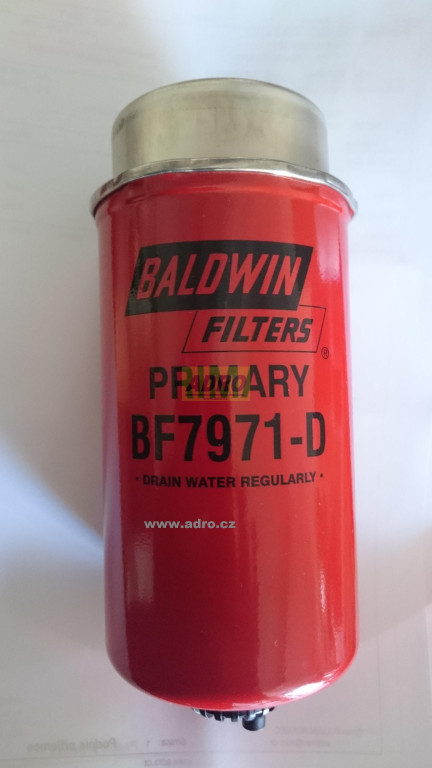 BALDWIN
FILTERS®
PRIMARY
ADRO
BF7971-D
· DRAIN WATER REGULARLY ·
www.adro.cz